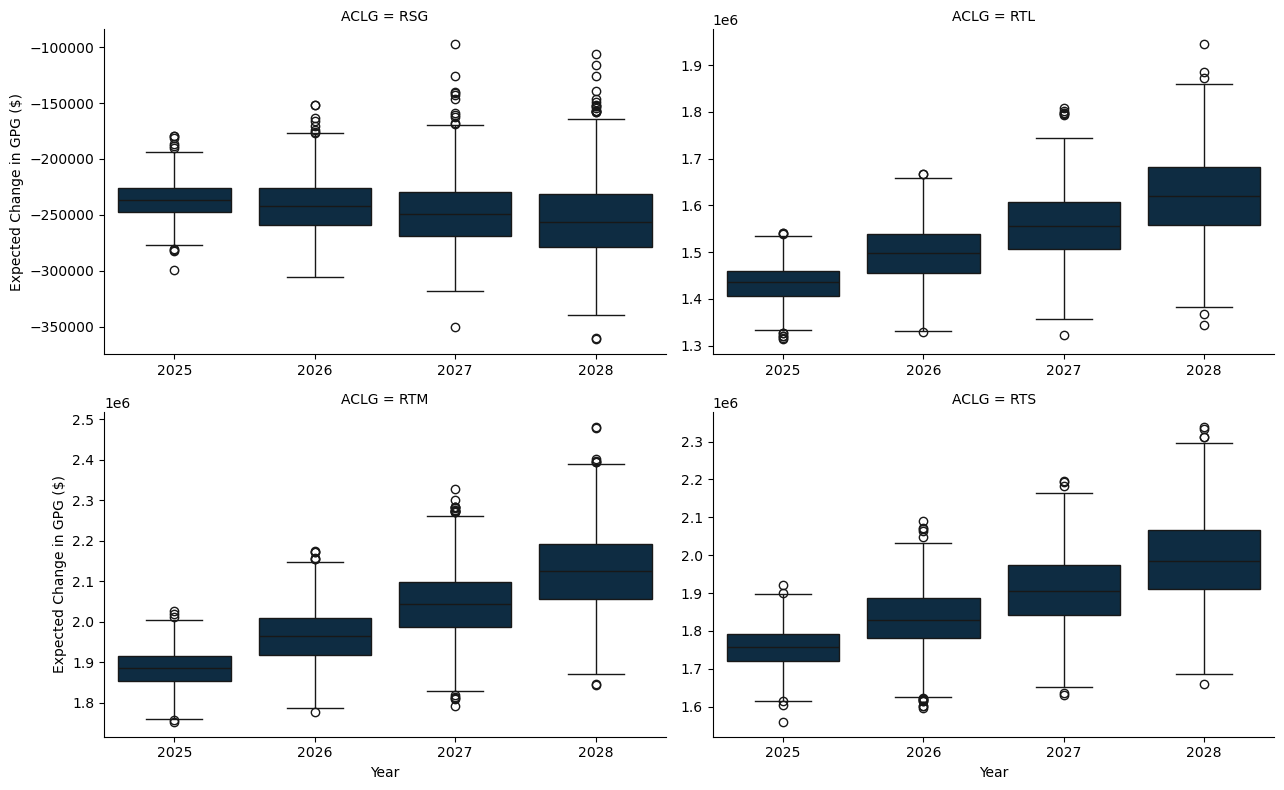 ACLG = RSG
Expected Change in GPG ($)
−100000
−150000
−200000
−250000
−300000
−350000
2025 2026 2027 2028
ACLG = RTL
1e6
1.9
1.8
1.7
1.6
1.5
1.4
1.3
2025 2026 2027 2028
ACLG = RTM
1e6
Expected Change in GPG ($)
2.5
2.4
2.3
2.2
2.1
2.0
1.9
1.8
2025 2026 2027 2028
Year
ACLG = RTS
1e6
2.3
2.2
2.1
2.0
1.9
1.8
1.7
1.6
2025 2026 2027 2028
Year